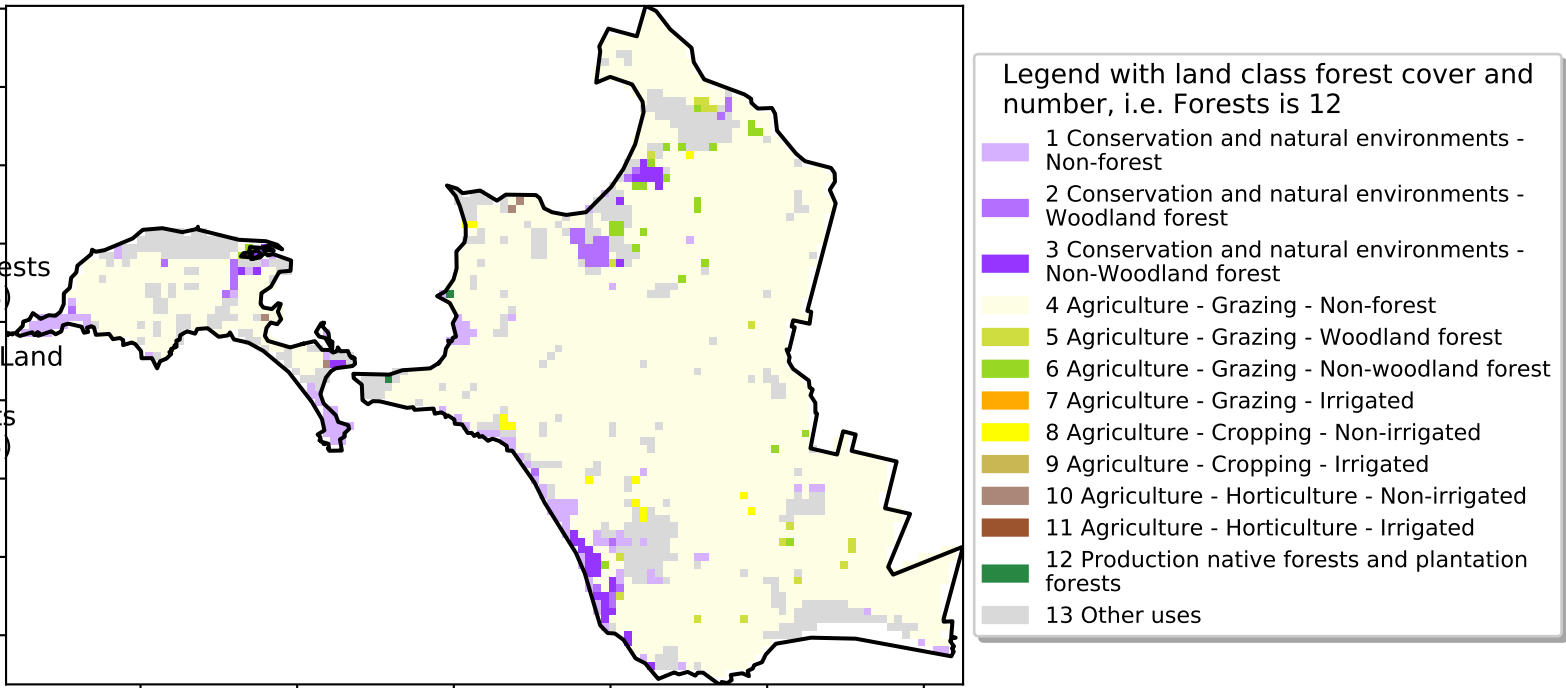 Legend with land class forest cover and
number, i.e. Forests is 12
1 Conservation and natural environments -
Non-forest
2 Conservation and natural environments -
Woodland forest
3 Conservation and natural environments -
Non-Woodland forest
4 Agriculture - Grazing - Non-forest
5 Agriculture - Grazing - Woodland forest
6 Agriculture - Grazing - Non-woodland forest
7 Agriculture - Grazing - Irrigated
8 Agriculture - Cropping - Non-irrigated
9 Agriculture - Cropping - Irrigated
10 Agriculture - Horticulture - Non-irrigated
11 Agriculture - Horticulture - Irrigated
12 Production native forests and plantation
forests
13 Other uses
ests
)
Land
ts
)